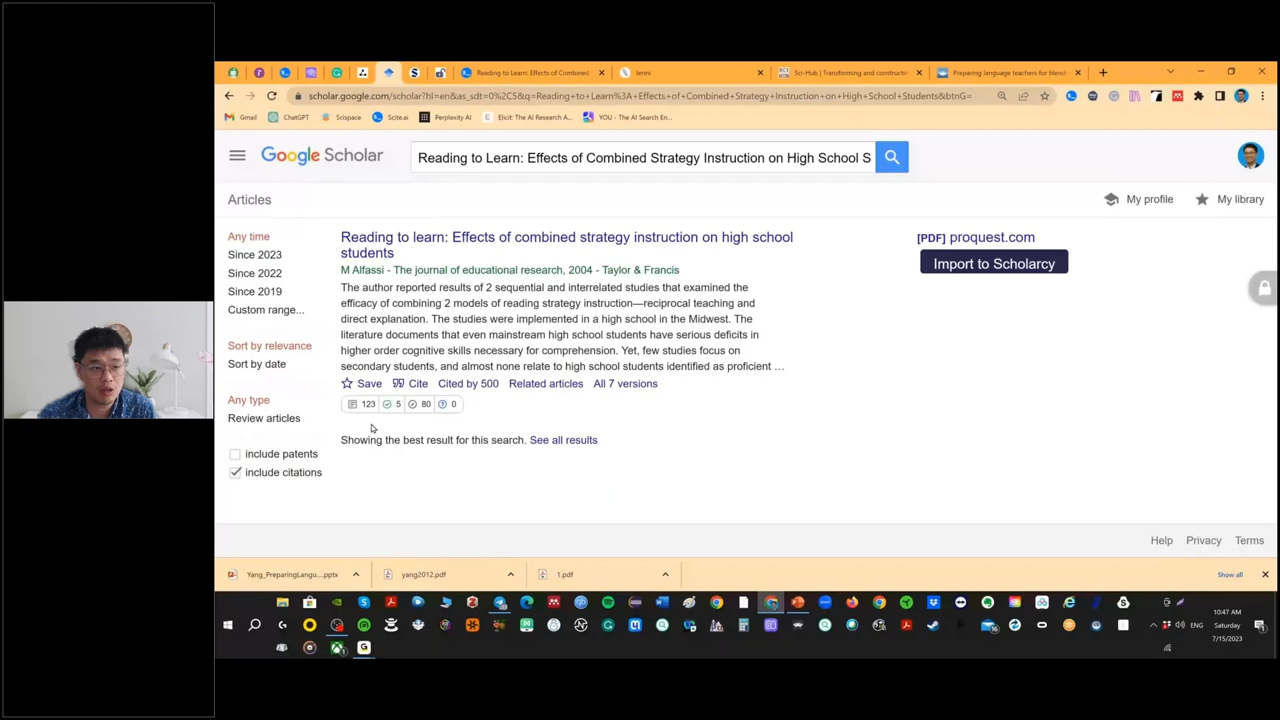 Reading to Learn: Effects of Combined
Jenni
Sci-Hub | Transforming and constructin
Preparing language teachers for blend
scholar.google.com/scholar?hl=en&as_sdt=0%2C5&q=Reading+to+Learn%3A+Effects+of+Combined+Strategy+Instruction+on+High+School+Students&btnG=
Gmail
ChatGPT
Scispace
Scite.ai
Perplexity AI
Elicit: The AI Research A...
YOU - The AI Search En...
Google Scholar
Reading to Learn: Effects of Combined Strategy Instruction on High School S
Articles
My profile
My library
Any time
Since 2023
Since 2022
Since 2019
Custom range...
Sort by relevance
Sort by date
Any type
Review articles
include patents
include citations
Reading to learn: Effects of combined strategy instruction on high school
students
M Alfassi - The journal of educational research, 2004 - Taylor & Francis
The author reported results of 2 sequential and interrelated studies that examined the
efficacy of combining 2 models of reading strategy instruction—reciprocal teaching and
direct explanation. The studies were implemented in a high school in the Midwest. The
literature documents that even mainstream high school students have serious deficits in
higher order cognitive skills necessary for comprehension. Yet, few studies focus on
secondary students, and almost none relate to high school students identified as proficient ...
Save Cite Cited by 500 Related articles All 7 versions
123 5 80 0
Showing the best result for this search. See all results
[PDF] proquest.com
Import to Scholarcy
Help Privacy Terms
Yang_PreparingLangu....pptx
yang2012.pdf
1.pdf
Show all
10:47 AM
ENG
Saturday
7/15/2023